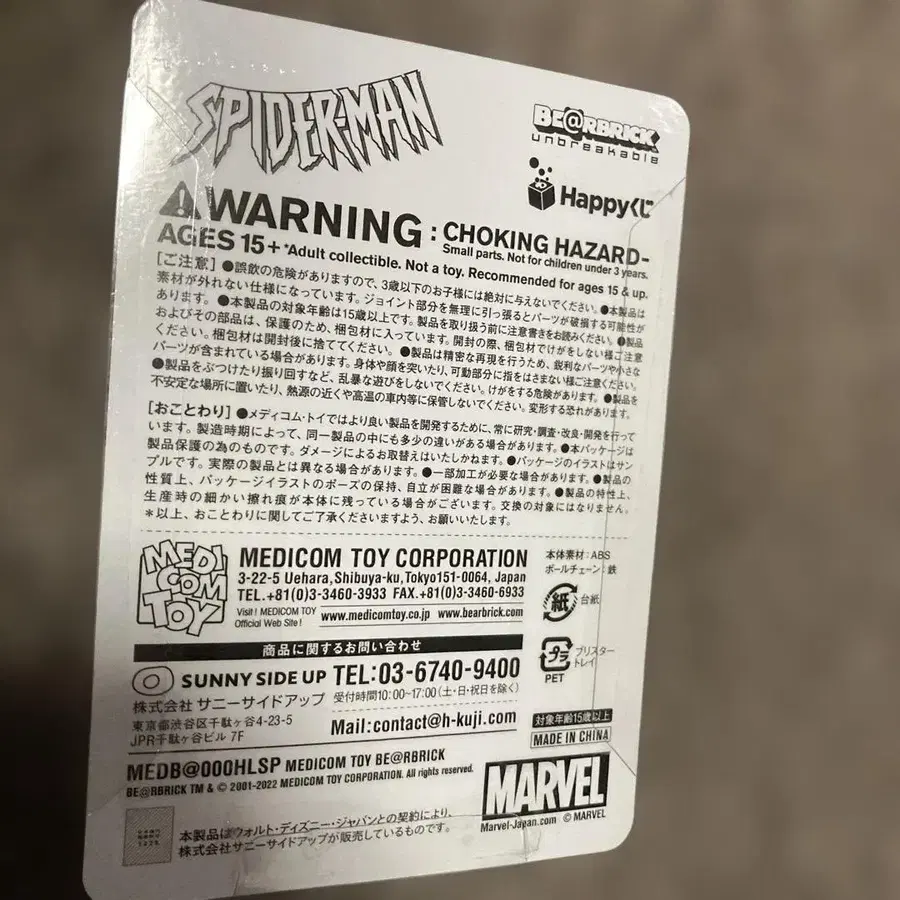 SPIDER-MAN
BE@RBRICK
unbreakable
Happyくじ
WARNING : CHOKING HAZARD-
Small parts. Not for children under 3 years.
AGES 15+ *Adult collectible. Not a toy. Recommended for ages 15 & up.
[ご注意] ●誤飲の危険がありますので、3歳以下のお子様には絶対に与えないでください。●本製品は
素材が外れない仕様になっています。ジョイント部分を無理に引っ張るとパーツが破損する可能性が
あります。●本製品の対象年齢は15歳以上です。製品を取り扱う前に注意書きをお読みください。●製品
およびその部品は、保護のため、梱包材に入っています。開封の際、梱包材でけがをしない様ご注意
ください。梱包材は開封後に捨ててください。●製品は精密な再現を行うため、鋭利なパーツや小さな
パーツが含まれている場合があります。身体や顔を突いたり、可動部分に指をはさまない様ご注意ください。
●製品をぶつけたり振り回すなど、乱暴な遊びをしないでください。けがをする危険があります。●製品を
不安定な場所に置いたり、熱源の近くや高温の車内等に保管しないでください。変形する恐れがあります。
[おことわり] ●メディコム・トイではより良い製品を開発するために、常に研究・調査・改良・開発を行って
います。製造時期によって、同一製品の中にも多少の違いがある場合があります。●本パッケージは
製品保護の為のものです。ダメージによるお取替えはいたしかねます。●パッケージのイラストはサン
プルです。実際の製品とは異なる場合があります。●一部加工が必要な場合があります。●製品の
性質上、パッケージイラストのポーズの保持、自立が困難な場合があります。●製品の特性上、
生産時の細かい擦れ痕が本体に残っている場合がございます。交換の対象にはなりません。
*以上、おことわりに関してご了承くださいますよう、お願いいたします。
MEDI
COM
TOY
MEDICOM TOY CORPORATION
3-22-5 Uehara,Shibuya-ku,Tokyo151-0064, Japan
TEL.+81(0)3-3460-3933 FAX.+81(0)3-3460-6933
Visit! MEDICOM TOY
Official Web Site!
www.medicomtoy.co.jp www.bearbrick.com
本体素材:ABS
ボールチェーン:鉄
紙
台紙
プラ
PET
ブリスター
トレイ
商品に関するお問い合わせ
SUNNY SIDE UP
株式会社 サニーサイドアップ
東京都渋谷区千駄ヶ谷4-23-5
JPR千駄ヶ谷ビル 7F
TEL:03-6740-9400
受付時間10:00~17:00(土・日・祝日を除く)
Mail:contact@h-kuji.com
対象年齢15歳以上
MADE IN CHINA
MEDB@000HLSP MEDICOM TOY BE@RBRICK
BE@RBRICK TM & © 2001-2022 MEDICOM TOY CORPORATION. All rights reserved.
MARVEL
Marvel-Japan.com © MARVEL
本製品はウォルト・ディズニー・ジャパンとの契約により、
株式会社サニーサイドアップが販売しているものです。